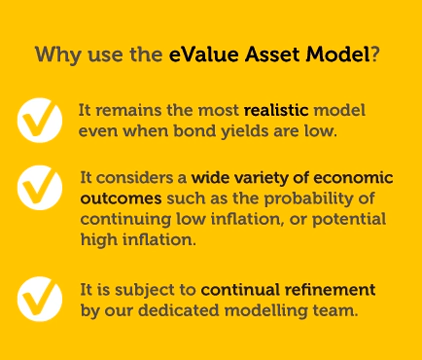 Why use the eValue Asset Model?
It remains the most realistic model
even when bond yields are low.
It considers a wide variety of economic
outcomes such as the probability of
continuing low inflation, or potential
high inflation.
It is subject to continual refinement
by our dedicated modelling team.